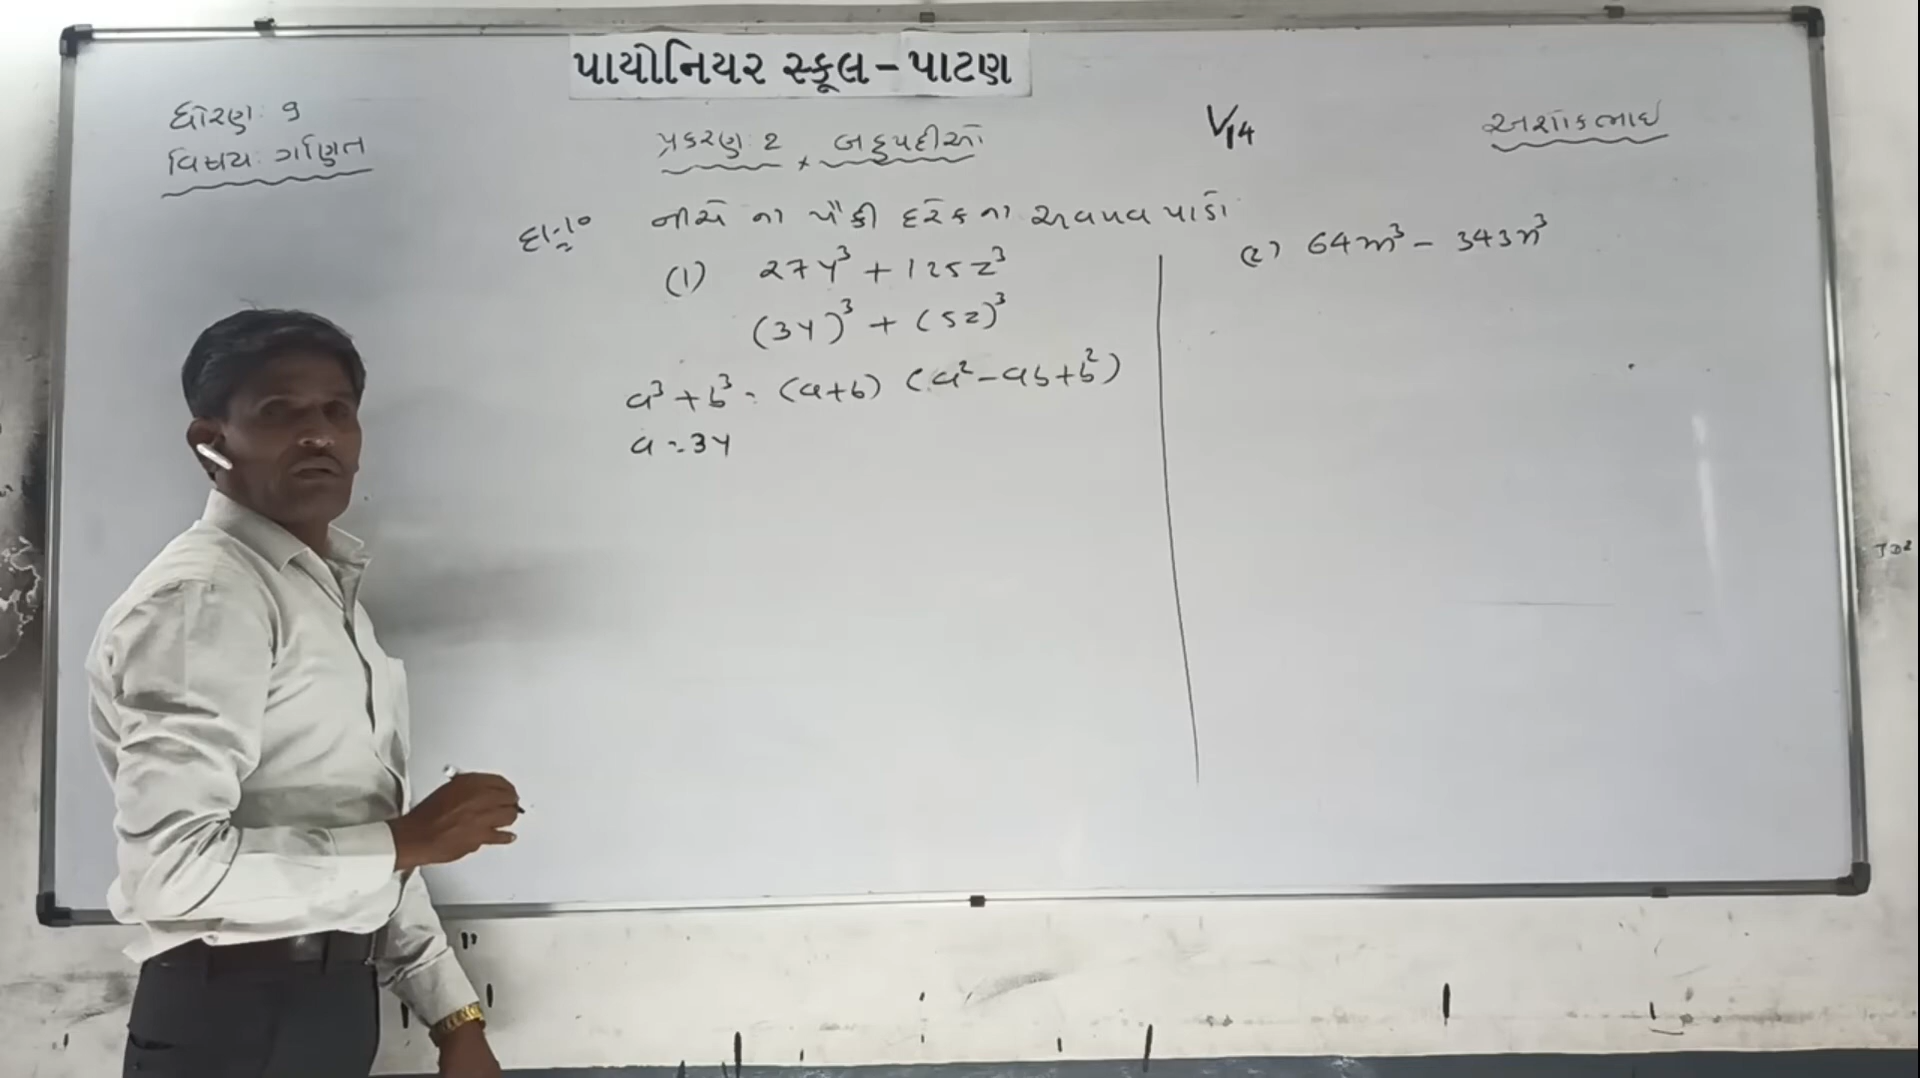 પાયોનિયર સ્કૂલ – પાટણ
ધોરણ : 9
વિષય : ગણિત
પ્રકરણ : 2 બહુપદીઓ
V14
અશોકભાઈ
દા-10 નીચે ના પૈકી દરેકના અવયવ પાડો
(1) 27y³ + 125z³
(3y)³ + (5z)³
a³ + b³ = (a+b) (a² - ab + b²)
a = 3y
(2) 64m³ - 343n³